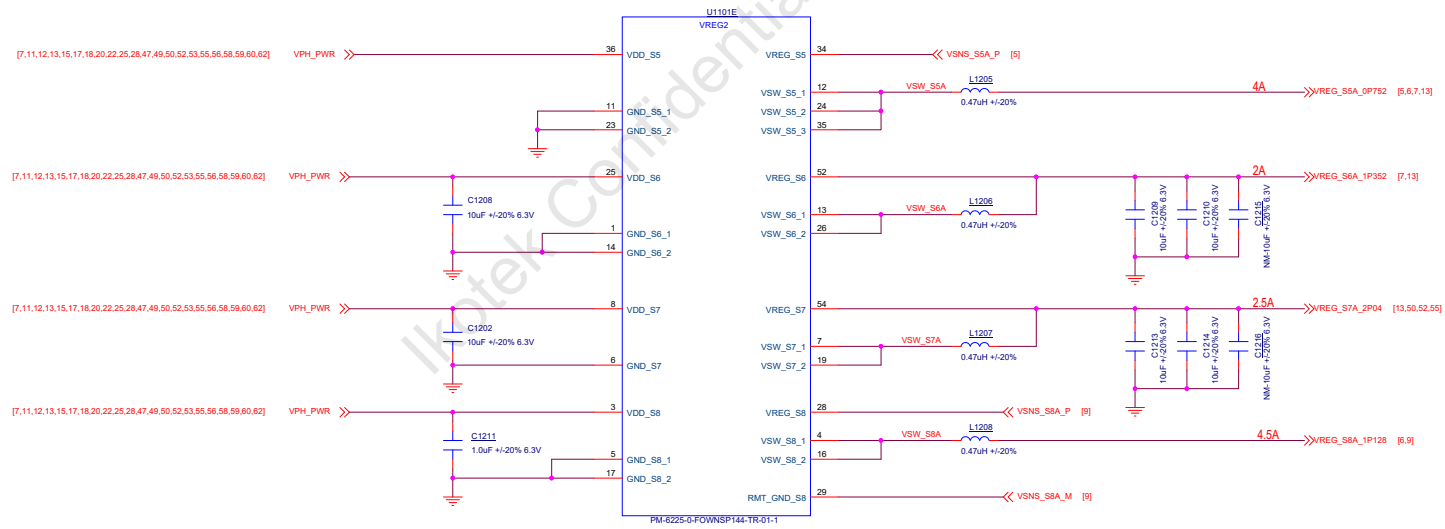 U1101E
VREG2
[7,11,12,13,15,17,18,20,22,25,28,47,49,50,52,53,55,56,58,59,60,62] VPH_PWR 36 VDD_S5 VREG_S5 34 VSNS_S5A_P [5]
VSW_S5_1 12 VSW_S5A L1205 4A VREG_S5A_0P752 [5,6,7,13]
0.47uH +/-20%
11 GND_S5_1 VSW_S5_2 24
23 GND_S5_2 VSW_S5_3 35
[7,11,12,13,15,17,18,20,22,25,28,47,49,50,52,53,55,56,58,59,60,62] VPH_PWR 25 VDD_S6 VREG_S6 52 2A VREG_S6A_1P352 [7,13]
C1208
10uF +/-20% 6.3V
VSW_S6_1 13 VSW_S6A L1206
0.47uH +/-20%
1 GND_S6_1 VSW_S6_2 26
14 GND_S6_2
C1209
10uF +/-20% 6.3V
C1210
10uF +/-20% 6.3V
C1215
NM-10uF +/-20% 6.3V
[7,11,12,13,15,17,18,20,22,25,28,47,49,50,52,53,55,56,58,59,60,62] VPH_PWR 8 VDD_S7 VREG_S7 54 2.5A VREG_S7A_2P04 [13,50,52,55]
C1202
10uF +/-20% 6.3V
VSW_S7_1 7 VSW_S7A L1207
0.47uH +/-20%
6 GND_S7 VSW_S7_2 19
C1213
10uF +/-20% 6.3V
C1214
10uF +/-20% 6.3V
C1216
NM-10uF +/-20% 6.3V
[7,11,12,13,15,17,18,20,22,25,28,47,49,50,52,53,55,56,58,59,60,62] VPH_PWR 3 VDD_S8 VREG_S8 28 VSNS_S8A_P [9]
C1211
1.0uF +/-20% 6.3V
VSW_S8_1 4 VSW_S8A L1208 4.5A VREG_S8A_1P128 [6,9]
0.47uH +/-20%
5 GND_S8_1 VSW_S8_2 16
17 GND_S8_2
RMT_GND_S8 29 VSNS_S8A_M [9]
PM-6225-0-FOWNSP144-TR-01-1
Ikotek Confidential